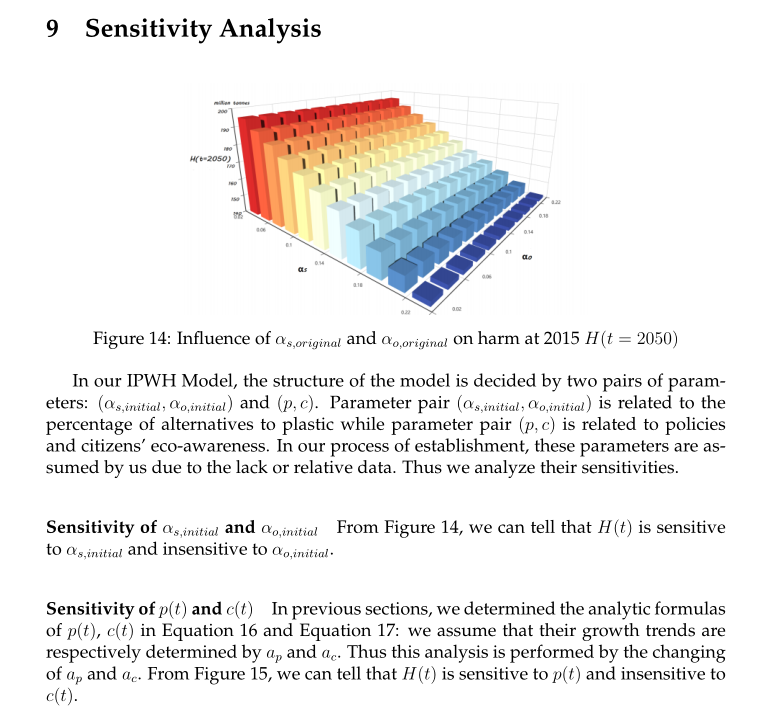 9 Sensitivity Analysis
million tonnes
200
190
180
H(t=2050)
170
160
150
0.02
0.06
0.1
0.14
0.18
0.22
αs
0.02
0.06
0.1
0.14
0.18
0.22
αo
Figure 14: Influence of αs,original and αo,original on harm at 2015 H(t = 2050)
In our IPWH Model, the structure of the model is decided by two pairs of param-
eters: (αs,initial, αo,initial) and (p, c). Parameter pair (αs,initial, αo,initial) is related to the
percentage of alternatives to plastic while parameter pair (p, c) is related to policies
and citizens' eco-awareness. In our process of establishment, these parameters are as-
sumed by us due to the lack or relative data. Thus we analyze their sensitivities.
Sensitivity of αs,initial and αo,initial From Figure 14, we can tell that H(t) is sensitive
to αs,initial and insensitive to αo,initial.
Sensitivity of p(t) and c(t) In previous sections, we determined the analytic formulas
of p(t), c(t) in Equation 16 and Equation 17: we assume that their growth trends are
respectively determined by ap and ac. Thus this analysis is performed by the changing
of ap and ac. From Figure 15, we can tell that H(t) is sensitive to p(t) and insensitive to
c(t).